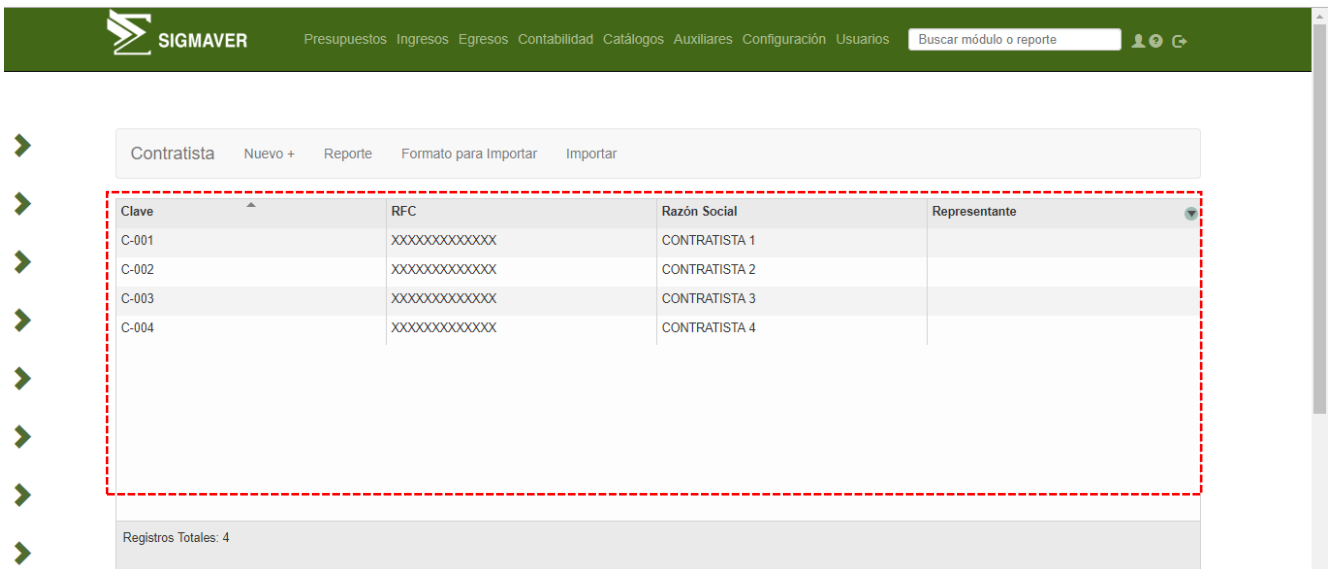 SIGMAVER Presupuestos Ingresos Egresos Contabilidad Catálogos Auxiliares Configuración Usuarios Buscar módulo o reporte
Contratista Nuevo + Reporte Formato para Importar Importar
Clave RFC Razón Social Representante
C-001 XXXXXXXXXXXXX CONTRATISTA 1
C-002 XXXXXXXXXXXXX CONTRATISTA 2
C-003 XXXXXXXXXXXXX CONTRATISTA 3
C-004 XXXXXXXXXXXXX CONTRATISTA 4
Registros Totales: 4